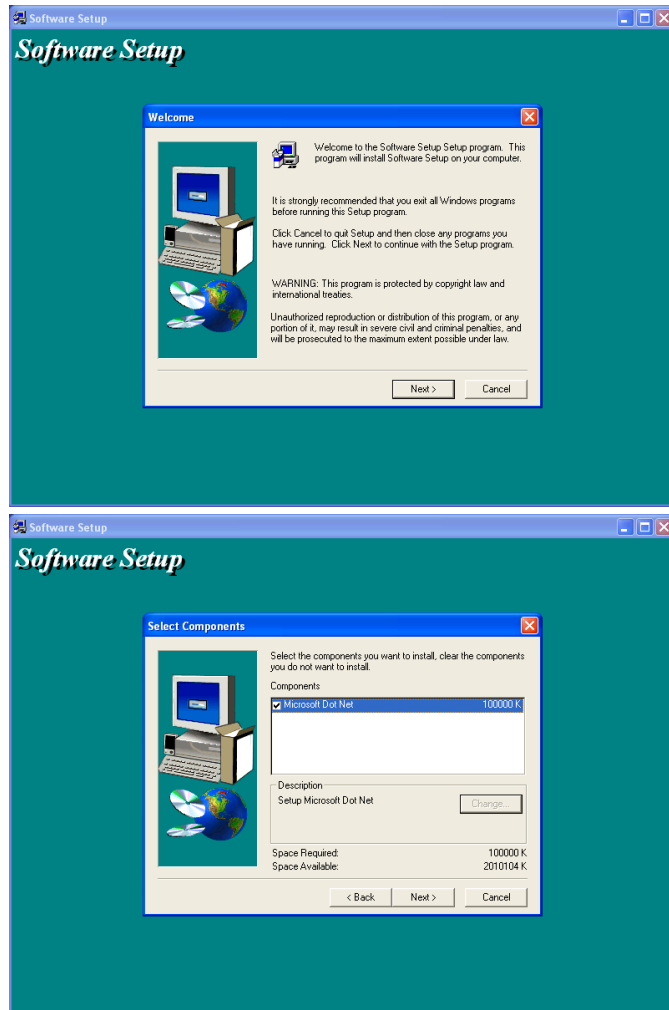 Software Setup
Software Setup
Welcome
Welcome to the Software Setup Setup program. This
program will install Software Setup on your computer.
It is strongly recommended that you exit all Windows programs
before running this Setup program.
Click Cancel to quit Setup and then close any programs you
have running. Click Next to continue with the Setup program.
WARNING: This program is protected by copyright law and
international treaties.
Unauthorized reproduction or distribution of this program, or any
portion of it, may result in severe civil and criminal penalties, and
will be prosecuted to the maximum extent possible under law.
Next > Cancel
Software Setup
Software Setup
Select Components
Select the components you want to install, clear the components
you do not want to install.
Components
Microsoft Dot Net 100000 K
Description
Setup Microsoft Dot Net Change...
Space Required: 100000 K
Space Available: 2010104 K
< Back Next > Cancel